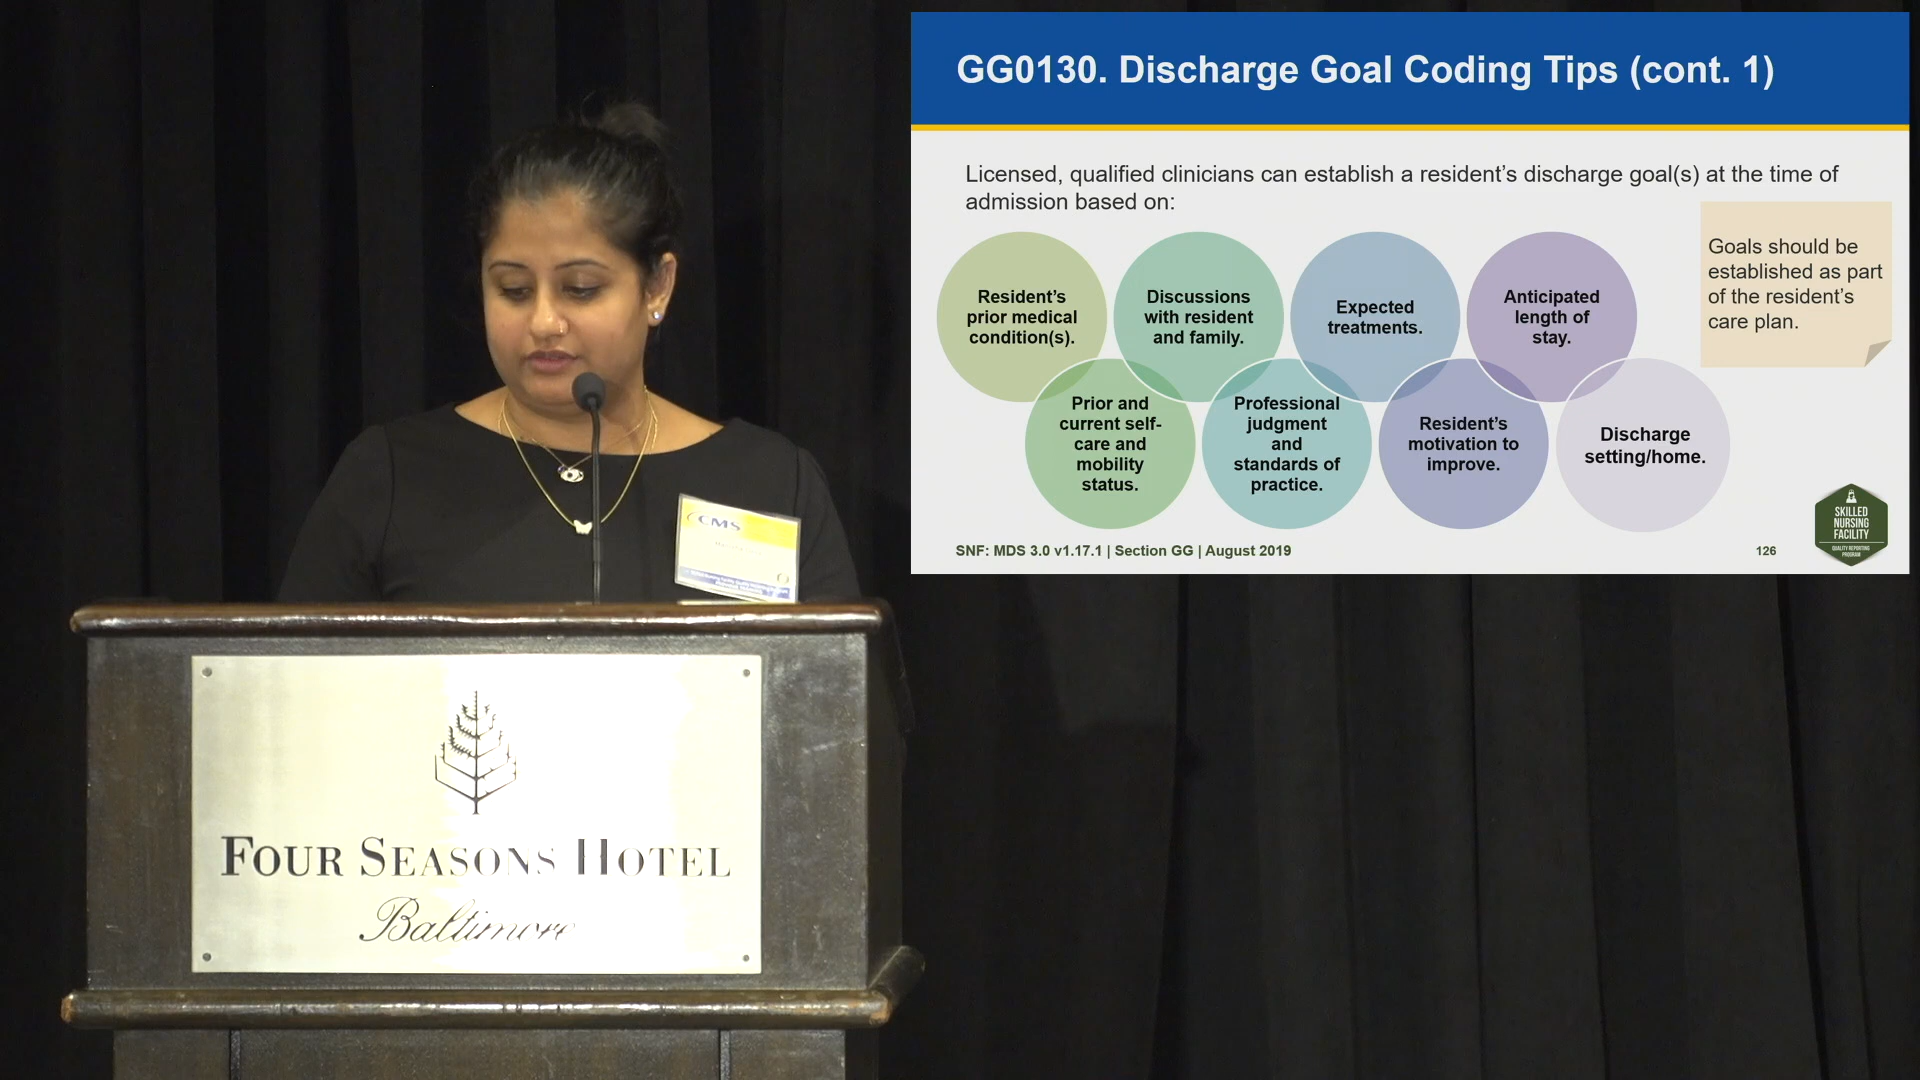 GG0130. Discharge Goal Coding Tips (cont. 1)
Licensed, qualified clinicians can establish a resident’s discharge goal(s) at the time of
admission based on:
Goals should be
established as part
of the resident’s
care plan.
Resident’s
prior medical
condition(s).
Discussions
with resident
and family.
Expected
treatments.
Anticipated
length of
stay.
Prior and
current self-
care and
mobility
status.
Professional
judgment
and
standards of
practice.
Resident’s
motivation to
improve.
Discharge
setting/home.
SNF: MDS 3.0 v1.17.1 | Section GG | August 2019
126
SKILLED
NURSING
FACILITY
QUALITY REPORTING
PROGRAM
CMS
FOUR SEASONS HOTEL
Baltimore